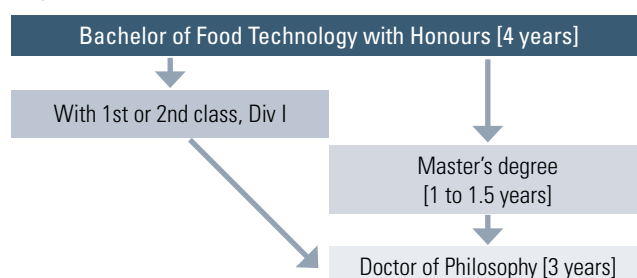 Bachelor of Food Technology with Honours [4 years]
With 1st or 2nd class, Div I
Master's degree
[1 to 1.5 years]
Doctor of Philosophy [3 years]